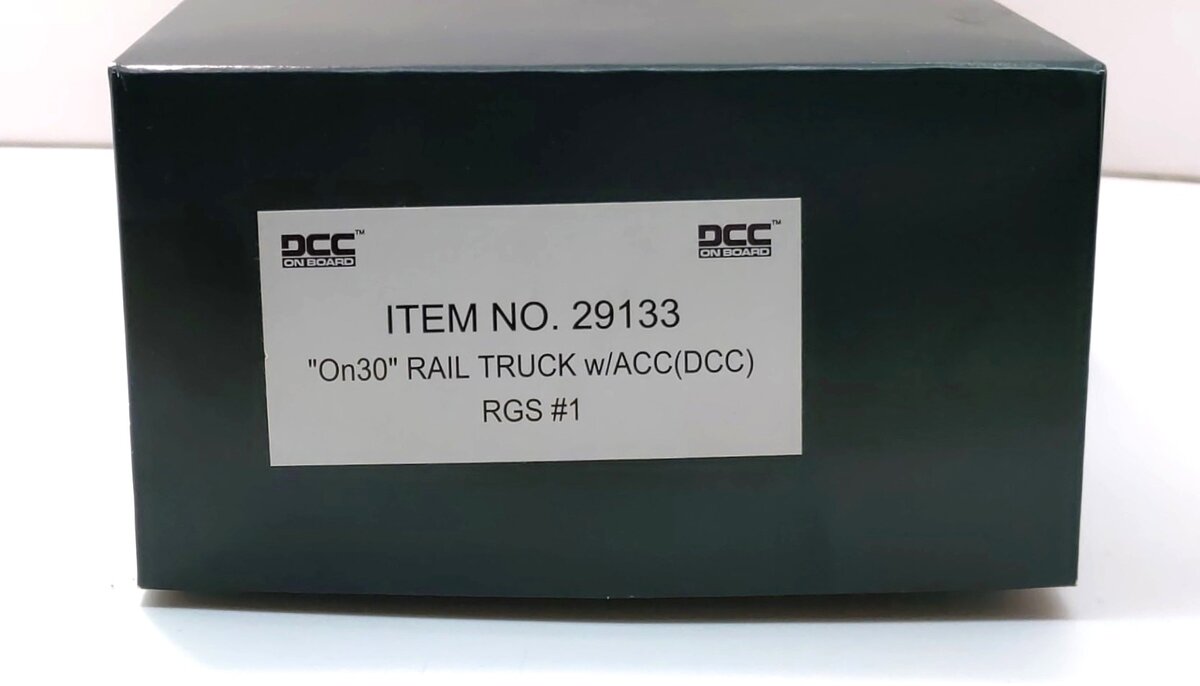 DCC™ DCC™
ON BOARD ON BOARD
ITEM NO. 29133
"On30" RAIL TRUCK w/ACC(DCC)
RGS #1